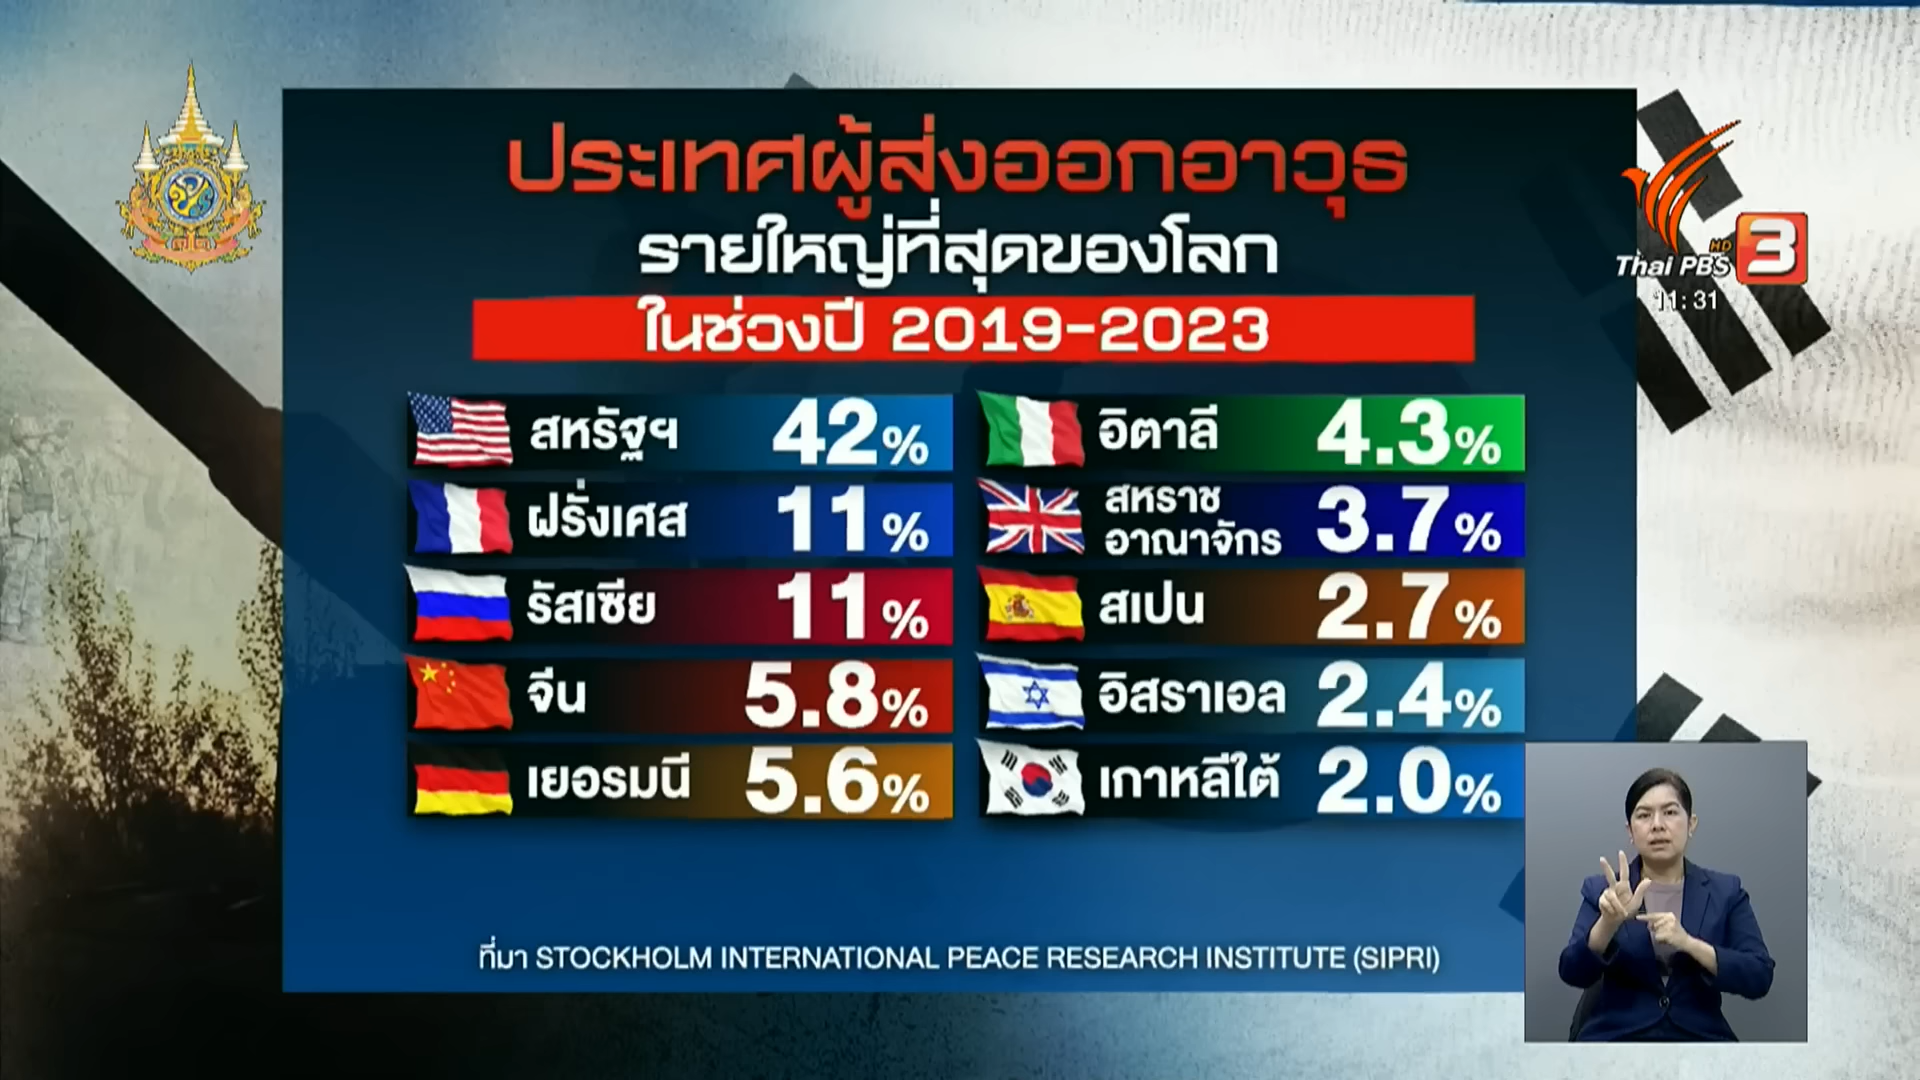 ประเทศผู้ส่งออกอาวุธ
รายใหญ่ที่สุดของโลก
ในช่วงปี 2019-2023
สหรัฐฯ 42%
ฝรั่งเศส 11%
รัสเซีย 11%
จีน 5.8%
เยอรมนี 5.6%
อิตาลี 4.3%
สหราช
อาณาจักร 3.7%
สเปน 2.7%
อิสราเอล 2.4%
เกาหลีใต้ 2.0%
ที่มา STOCKHOLM INTERNATIONAL PEACE RESEARCH INSTITUTE (SIPRI)
HD
Thai PBS 3
11:31